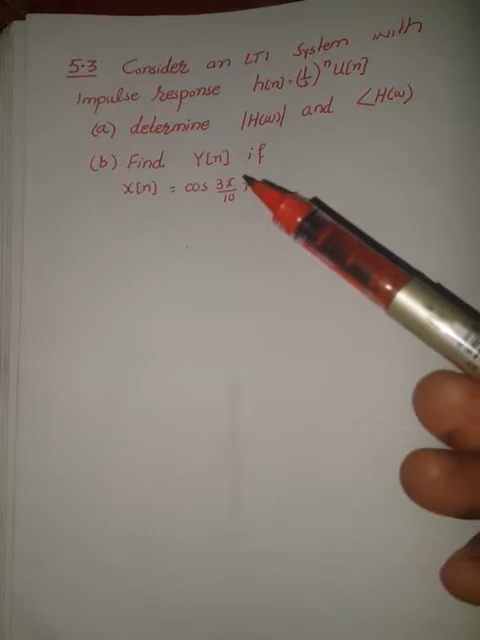 5.3 Consider an LTI System with
Impulse response h[n] = (1/2)^n U[n]
(a) determine |H(ω)| and ∠H(ω)
(b) Find Y[n] if
X[n] = cos 3π/10